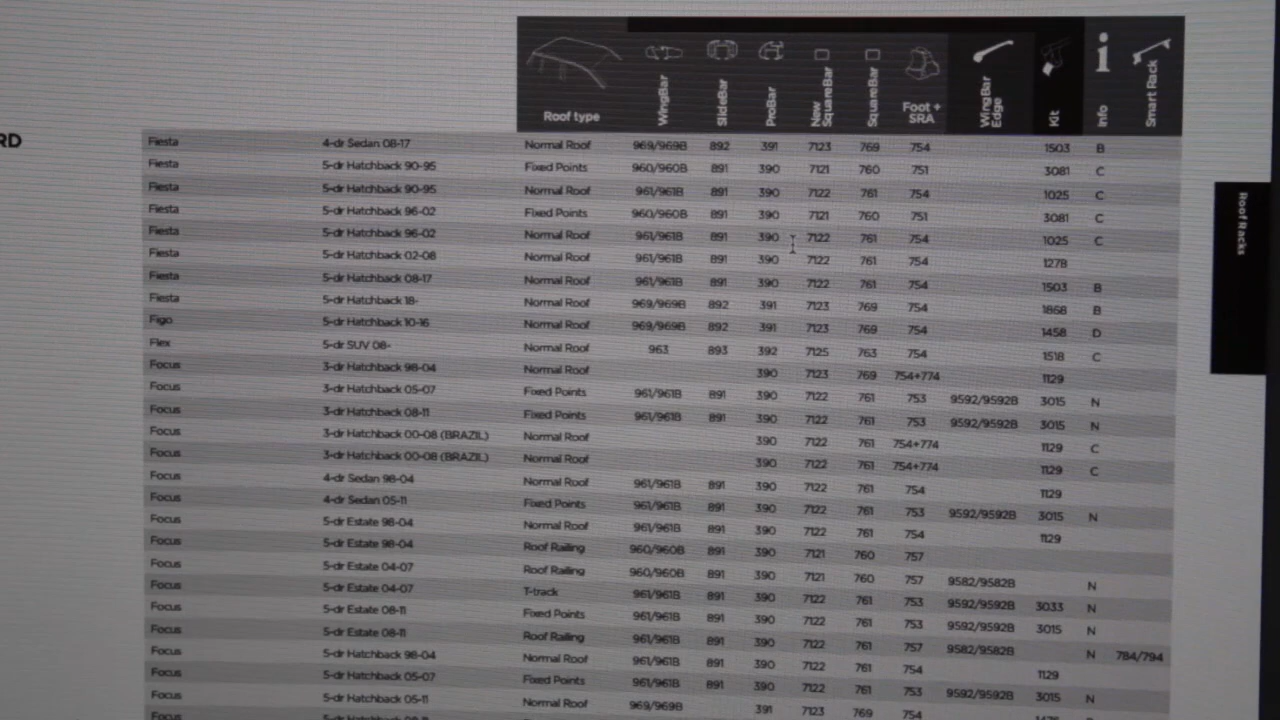 Roof type WingBar SlideBar ProBar New SquareBar SquareBar Foot + SRA WingBar Edge Kit Info Smart Rack
RD
Roof Racks
Fiesta 4-dr Sedan 08-17 Normal Roof 969/969B 892 391 7123 769 754 1503 B
Fiesta 5-dr Hatchback 90-95 Fixed Points 960/960B 891 390 7121 760 751 3081 C
Fiesta 5-dr Hatchback 90-95 Normal Roof 961/961B 891 390 7122 761 754 1025 C
Fiesta 5-dr Hatchback 96-02 Fixed Points 960/960B 891 390 7121 760 751 3081 C
Fiesta 5-dr Hatchback 96-02 Normal Roof 961/961B 891 390 7122 761 754 1025 C
Fiesta 5-dr Hatchback 02-08 Normal Roof 961/961B 891 390 7122 761 754 1278
Fiesta 5-dr Hatchback 08-17 Normal Roof 961/961B 891 390 7122 761 754 1503 B
Fiesta 5-dr Hatchback 18- Normal Roof 969/969B 892 391 7123 769 754 1868 B
Figo 5-dr Hatchback 10-16 Normal Roof 969/969B 892 391 7123 769 754 1458 D
Flex 5-dr SUV 08- Normal Roof 963 893 392 7125 763 754 1518 C
Focus 3-dr Hatchback 98-04 Normal Roof 390 7123 769 754+774 1129
Focus 3-dr Hatchback 05-07 Fixed Points 961/961B 891 390 7122 761 753 9592/9592B 3015 N
Focus 3-dr Hatchback 08-11 Fixed Points 961/961B 891 390 7122 761 753 9592/9592B 3015 N
Focus 3-dr Hatchback 00-08 (BRAZIL) Normal Roof 390 7122 761 754+774 1129 C
Focus 3-dr Hatchback 00-08 (BRAZIL) Normal Roof 390 7122 761 754+774 1129 C
Focus 4-dr Sedan 98-04 Normal Roof 961/961B 891 390 7122 761 754 1129
Focus 4-dr Sedan 05-11 Fixed Points 961/961B 891 390 7122 761 753 9592/9592B 3015 N
Focus 5-dr Estate 98-04 Normal Roof 961/961B 891 390 7122 761 754 1129
Focus 5-dr Estate 98-04 Roof Railing 960/960B 891 390 7121 760 757
Focus 5-dr Estate 04-07 Roof Railing 960/960B 891 390 7121 760 757 9582/9582B N
Focus 5-dr Estate 04-07 T-track 961/961B 891 390 7122 761 753 9592/9592B 3033 N
Focus 5-dr Estate 08-11 Fixed Points 961/961B 891 390 7122 761 753 9592/9592B 3015 N
Focus 5-dr Estate 08-11 Roof Railing 961/961B 891 390 7122 761 757 9582/9582B N 784/794
Focus 5-dr Hatchback 98-04 Normal Roof 961/961B 891 390 7122 761 754 1129
Focus 5-dr Hatchback 05-07 Fixed Points 961/961B 891 390 7122 761 753 9592/9592B 3015 N
Focus 5-dr Hatchback 05-11 Normal Roof 969/969B 391 7123 769 754
Focus 5-dr Hatchback